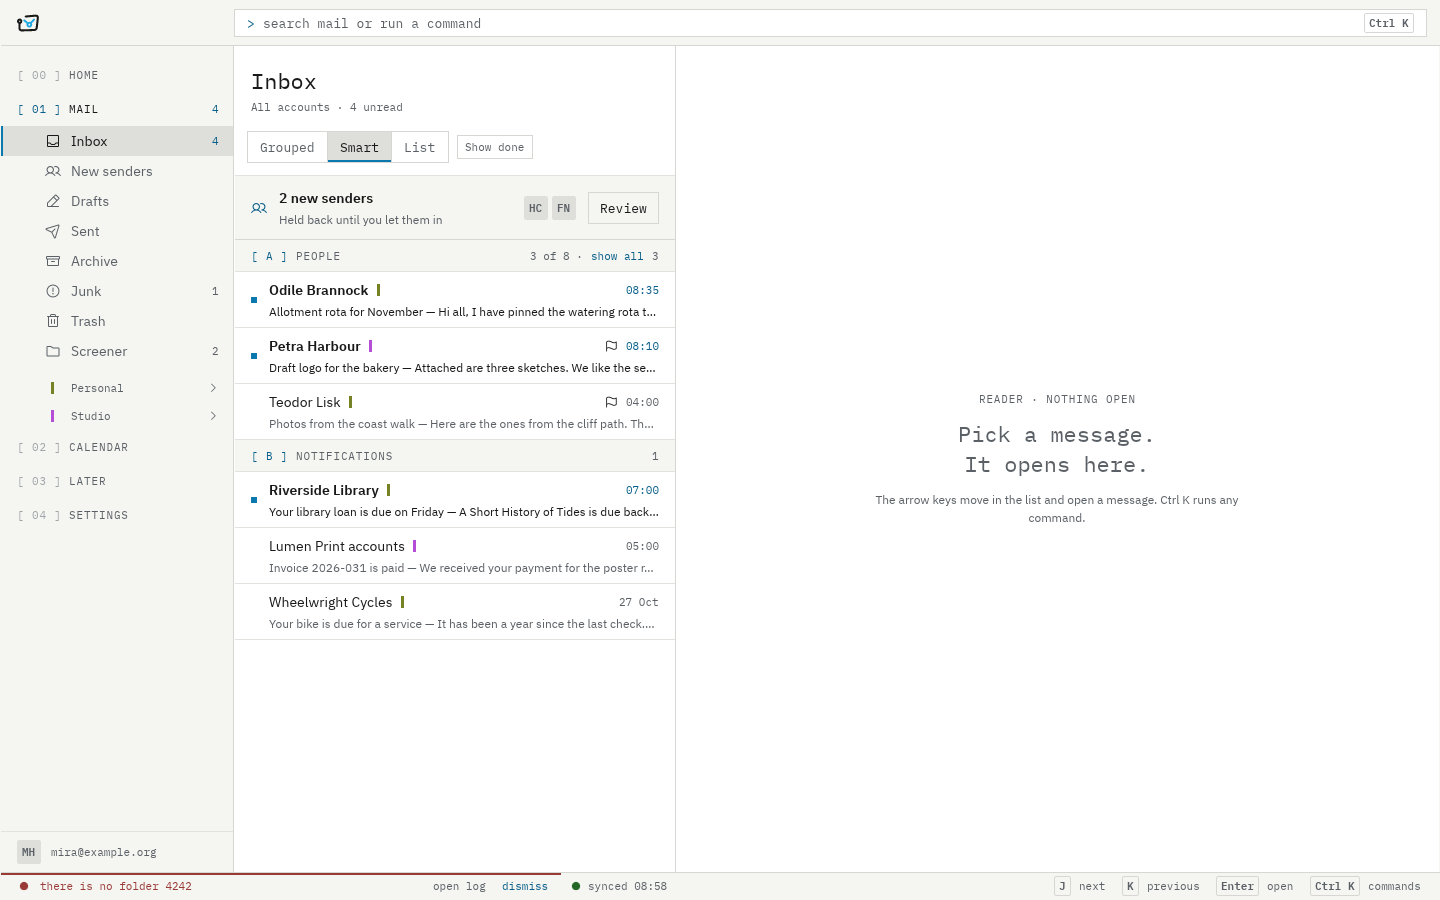 > search mail or run a command
Ctrl K
[ 00 ] HOME
[ 01 ] MAIL 4
Inbox 4
New senders
Drafts
Sent
Archive
Junk 1
Trash
Screener 2
Personal
Studio
[ 02 ] CALENDAR
[ 03 ] LATER
[ 04 ] SETTINGS
MH mira@example.org
Inbox
All accounts · 4 unread
Grouped Smart List Show done
2 new senders
Held back until you let them in
HC FN Review
[ A ] PEOPLE 3 of 8 · show all 3
Odile Brannock 08:35
Allotment rota for November — Hi all, I have pinned the watering rota t…
Petra Harbour 08:10
Draft logo for the bakery — Attached are three sketches. We like the se…
Teodor Lisk 04:00
Photos from the coast walk — Here are the ones from the cliff path. Th…
[ B ] NOTIFICATIONS 1
Riverside Library 07:00
Your library loan is due on Friday — A Short History of Tides is due back…
Lumen Print accounts 05:00
Invoice 2026-031 is paid — We received your payment for the poster r…
Wheelwright Cycles 27 Oct
Your bike is due for a service — It has been a year since the last check.…
READER · NOTHING OPEN
Pick a message.
It opens here.
The arrow keys move in the list and open a message. Ctrl K runs any
command.
there is no folder 4242 open log dismiss synced 08:58
J next K previous Enter open Ctrl K commands